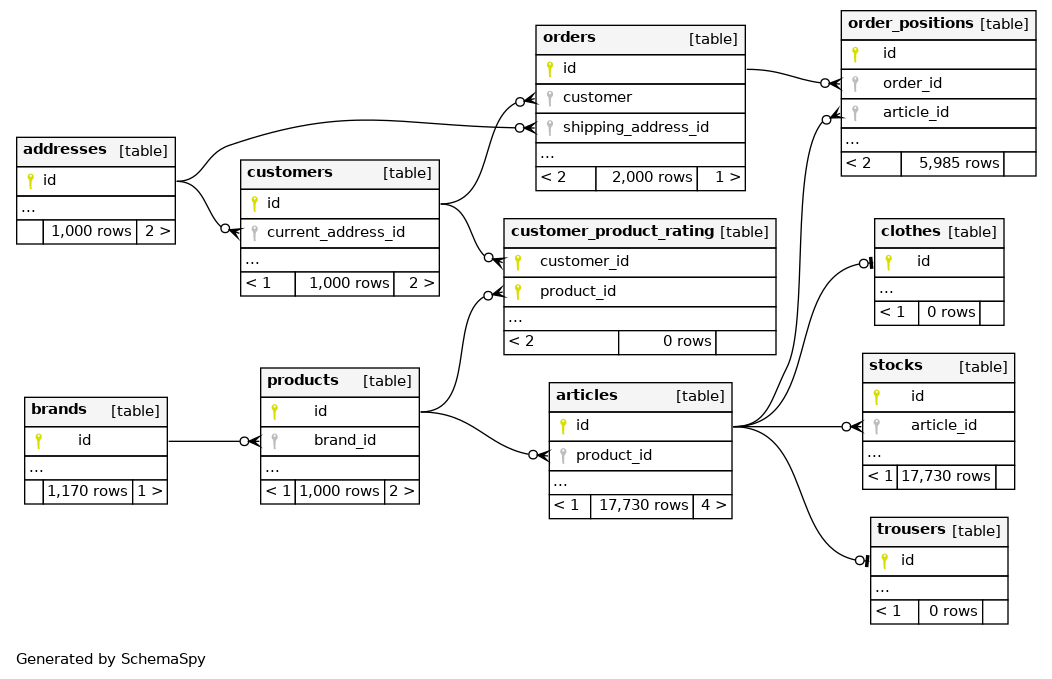 addresses [table]
id
...
1,000 rows 2 >
customers [table]
id
current_address_id
...
< 1 1,000 rows 2 >
orders [table]
id
customer
shipping_address_id
...
< 2 2,000 rows 1 >
order_positions [table]
id
order_id
article_id
...
< 2 5,985 rows
customer_product_rating [table]
customer_id
product_id
...
< 2 0 rows
clothes [table]
id
...
< 1 0 rows
brands [table]
id
...
1,170 rows 1 >
products [table]
id
brand_id
...
< 1 1,000 rows 2 >
articles [table]
id
product_id
...
< 1 17,730 rows 4 >
stocks [table]
id
article_id
...
< 1 17,730 rows
trousers [table]
id
...
< 1 0 rows
Generated by SchemaSpy